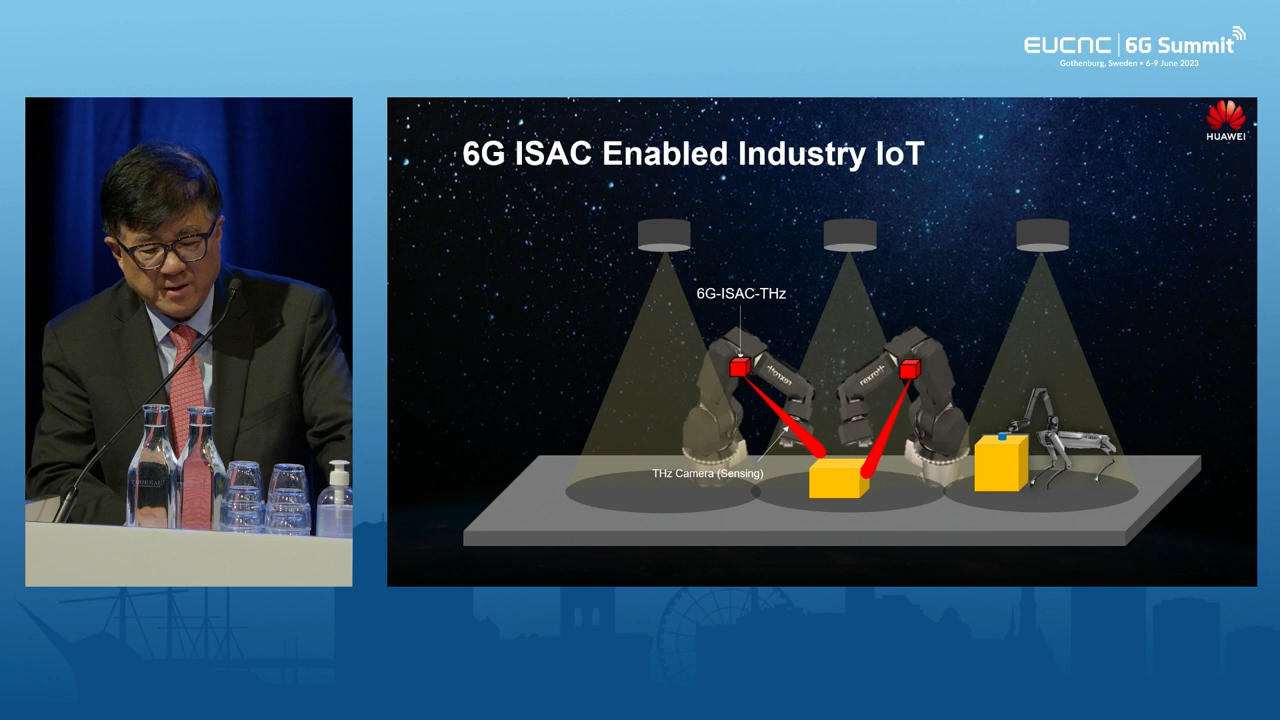 EUCNC | 6G Summit
Gothenburg, Sweden • 6-9 June 2023
HUAWEI
6G ISAC Enabled Industry IoT
6G-ISAC-THz
rexroth
rexroth
THz Camera (Sensing)